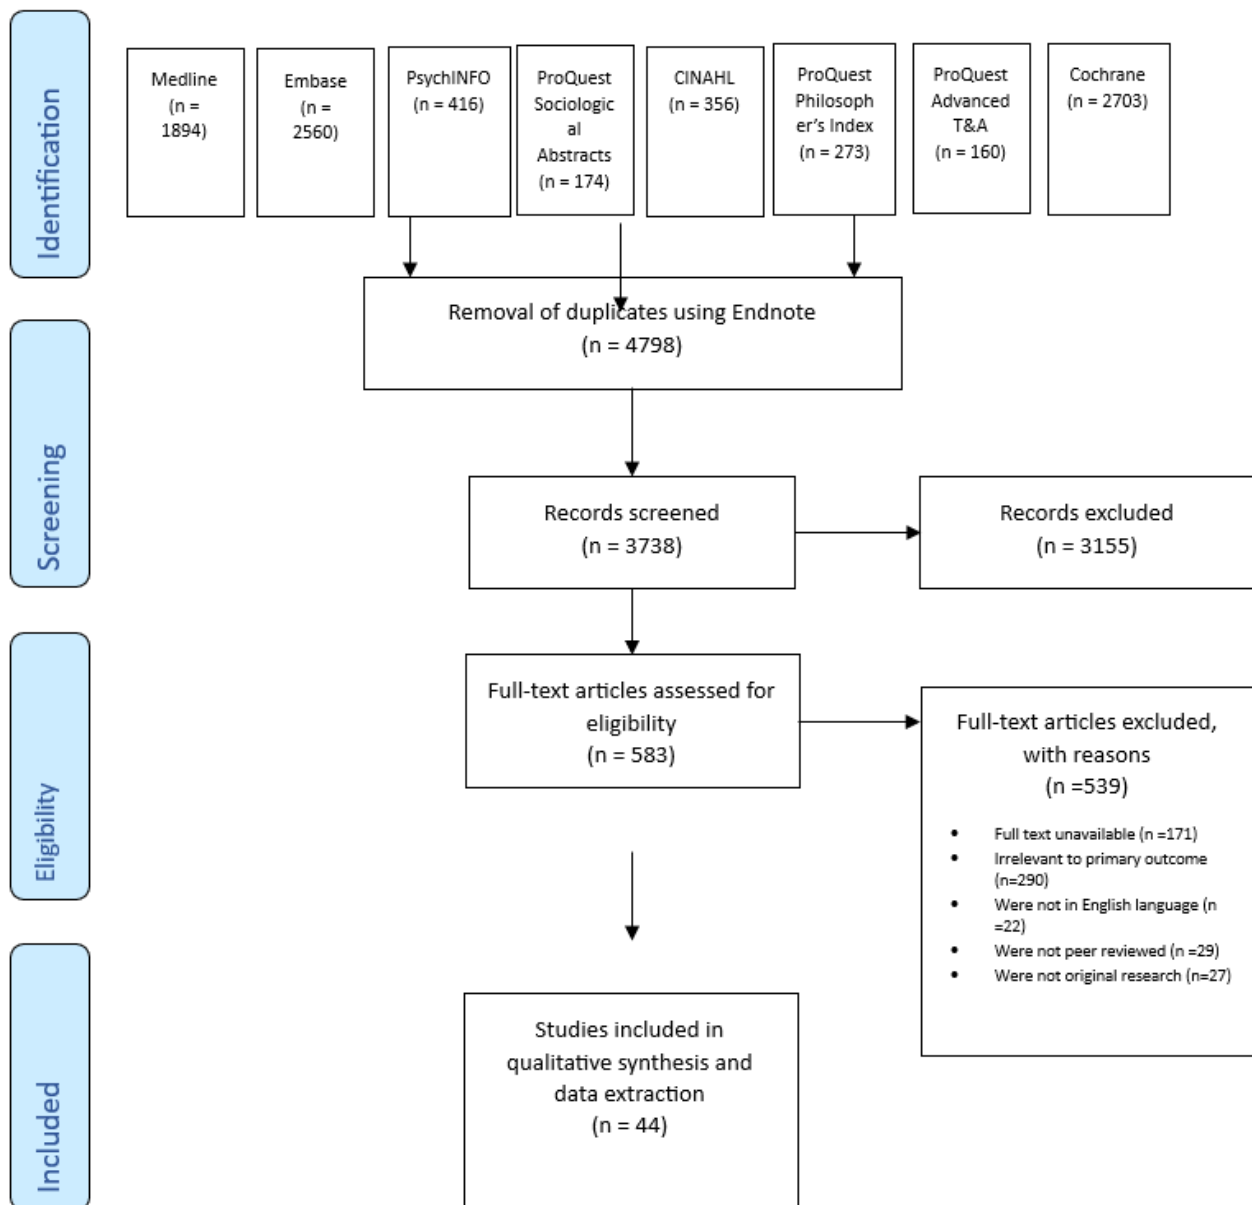 Identification
Medline
(n =
1894)
Embase
(n =
2560)
PsychINFO
(n = 416)
ProQuest
Sociologic
al
Abstracts
(n = 174)
CINAHL
(n = 356)
ProQuest
Philosoph
er’s Index
(n = 273)
ProQuest
Advanced
T&A
(n = 160)
Cochrane
(n = 2703)
Removal of duplicates using Endnote
(n = 4798)
Screening
Records screened
(n = 3738)
Records excluded
(n = 3155)
Eligibility
Full-text articles assessed for
eligibility
(n = 583)
Full-text articles excluded,
with reasons
(n =539)
• Full text unavailable (n =171)
• Irrelevant to primary outcome
(n=290)
• Were not in English language (n
=22)
• Were not peer reviewed (n =29)
• Were not original research (n=27)
Included
Studies included in
qualitative synthesis and
data extraction
(n = 44)